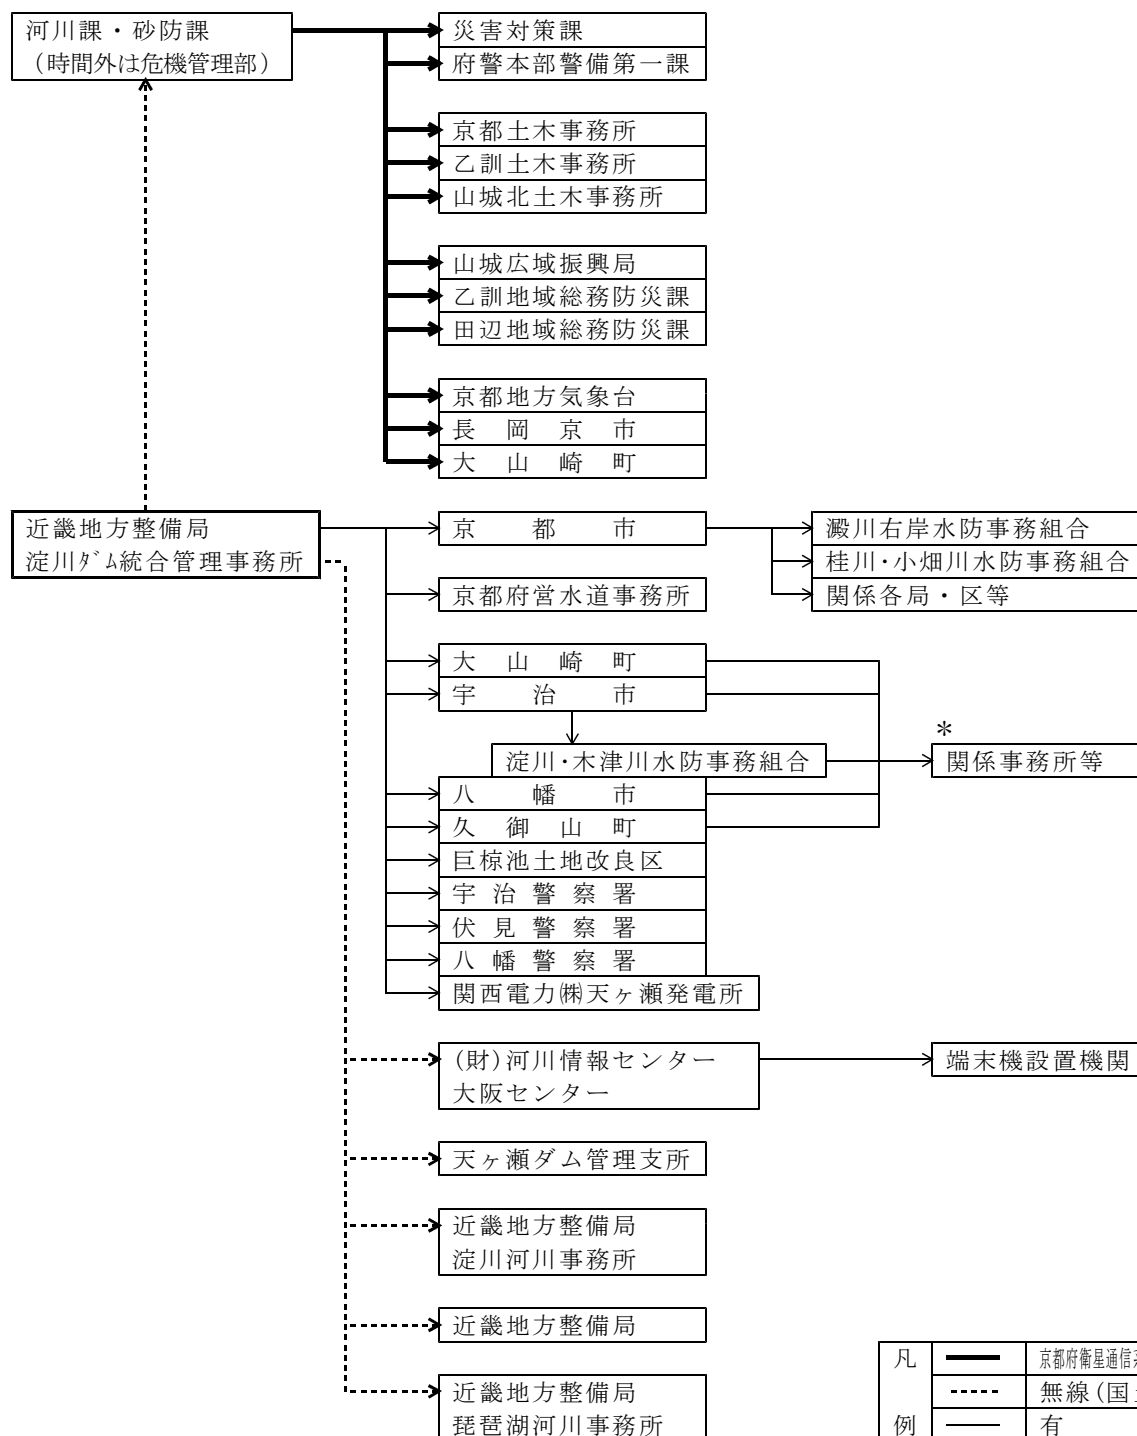 河川課・砂防課
（時間外は危機管理部）
災害対策課
府警本部警備第一課
京都土木事務所
乙訓土木事務所
山城北土木事務所
山城広域振興局
乙訓地域総務防災課
田辺地域総務防災課
京都地方気象台
長岡京市
大山崎町
近畿地方整備局
淀川ﾀﾞﾑ統合管理事務所
京都市
澱川右岸水防事務組合
桂川・小畑川水防事務組合
関係各局・区等
京都府営水道事務所
大山崎町
宇治市
淀川・木津川水防事務組合
＊
関係事務所等
八幡市
久御山町
巨椋池土地改良区
宇治警察署
伏見警察署
八幡警察署
関西電力㈱天ヶ瀬発電所
(財)河川情報センター
大阪センター
端末機設置機関
天ヶ瀬ダム管理支所
近畿地方整備局
淀川河川事務所
近畿地方整備局
近畿地方整備局
琵琶湖河川事務所
凡例
京都府衛星通信
無線(国
有